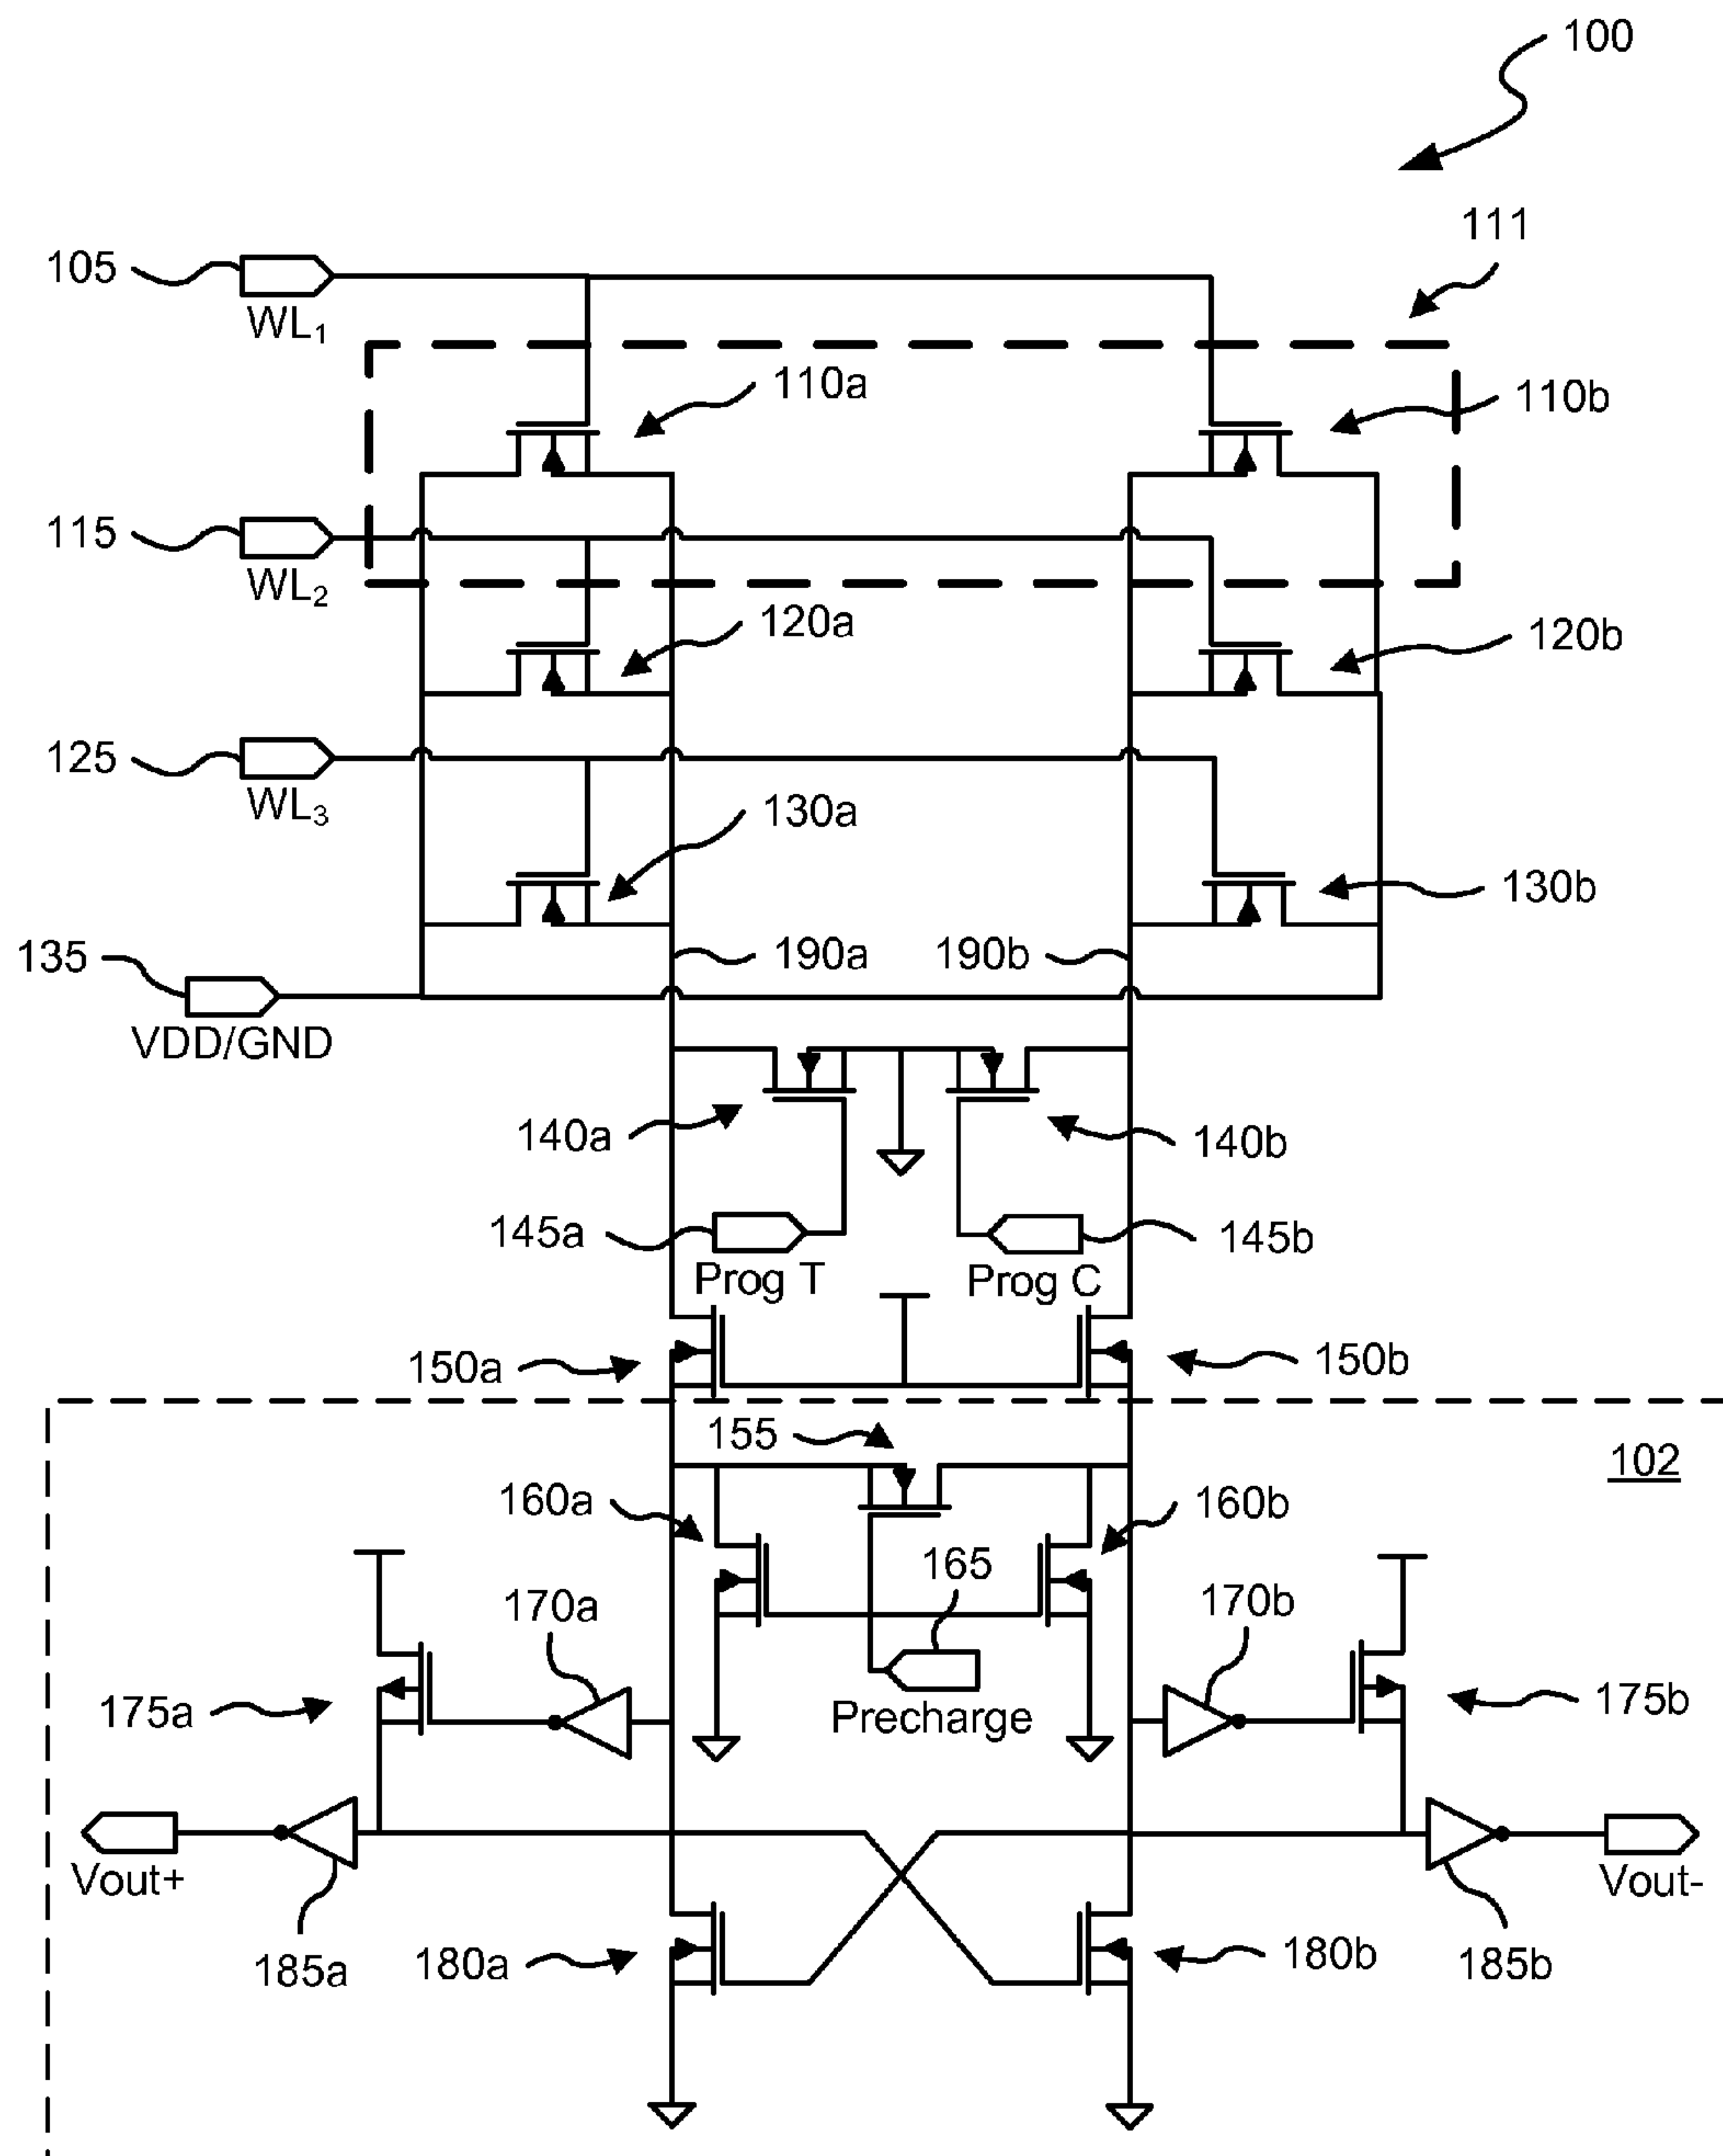 100
111
105
WL₁
110a
110b
115
WL₂
120a
120b
125
WL₃
130a
130b
135
190a
190b
VDD/GND
140a
140b
145a
145b
Prog T
Prog C
150a
150b
155
102
160a
160b
165
170a
170b
175a
175b
Precharge
Vout+
Vout-
185a
180a
180b
185b